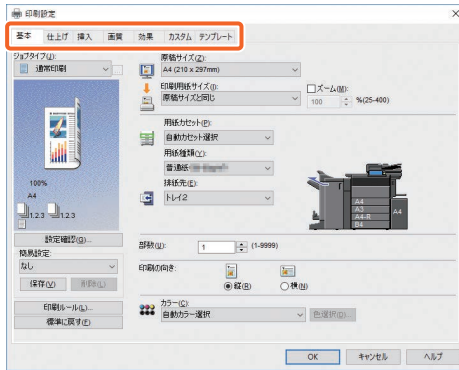 印刷設定
基本 仕上げ 挿入 画質 効果 カスタム テンプレート
ジョブタイプ(J):
通常印刷
100%
A4
1.2.3 1.2.3
設定確認(Q)...
簡易設定:
なし
保存(V) 削除(L)
印刷ルール(L)...
標準に戻す(F)
原稿サイズ(Z):
A4 (210 x 297mm)
印刷用紙サイズ(I):
原稿サイズと同じ
ズーム(M):
100 %(25-400)
用紙カセット(P):
自動カセット選択
用紙種類(Y):
普通紙
排紙先(E):
トレイ2
A4
A3
A4-R
B4
A4
部数(U):
1 (1-9999)
印刷の向き:
縦(R) 横(N)
カラー(C):
自動カラー選択
色選択(D)...
OK キャンセル ヘルプ